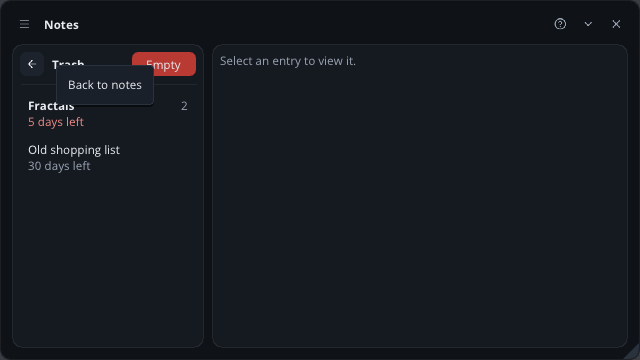 Notes
Trash
Empty
Back to notes
Fractals
2
5 days left
Old shopping list
30 days left
Select an entry to view it.